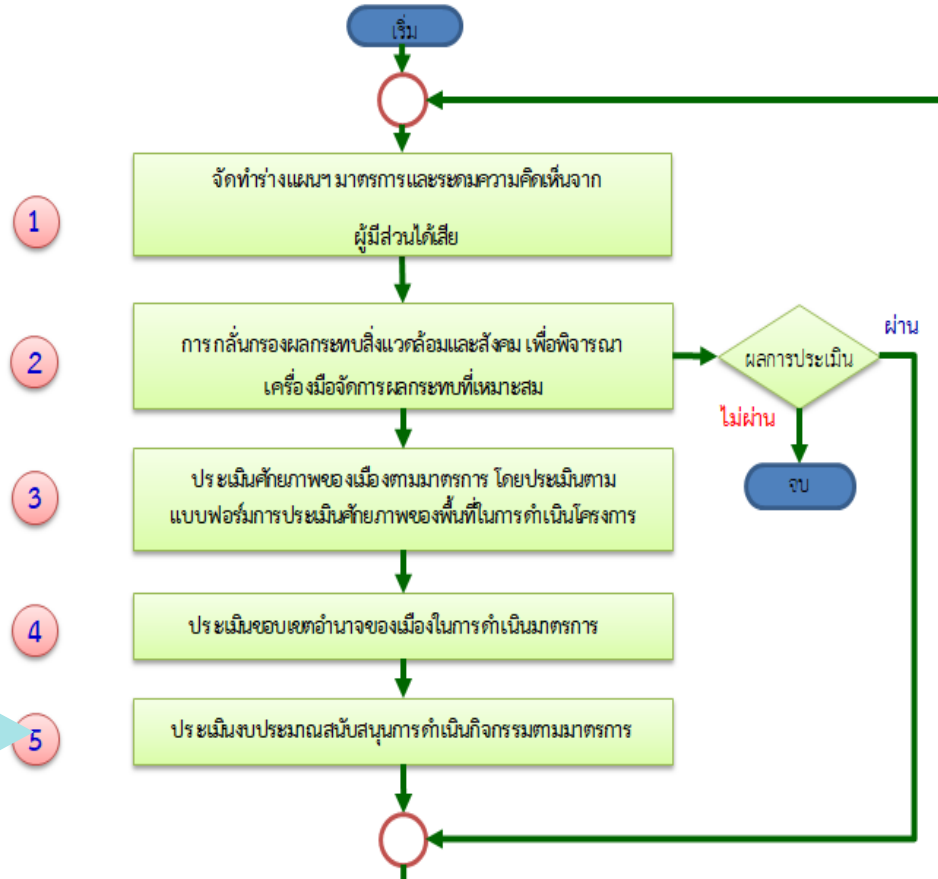 เริ่ม
1
จัดทำร่างแผนฯ มาตรการและระดมความคิดเห็นจาก
ผู้มีส่วนได้เสีย
2
การกลั่นกรองผลกระทบสิ่งแวดล้อมและสังคม เพื่อพิจารณา
เครื่องมือจัดการผลกระทบที่เหมาะสม
ผลการประเมิน
ผ่าน
ไม่ผ่าน
จบ
3
ประเมินศักยภาพของเมืองตามมาตรการ โดยประเมินตาม
แบบฟอร์มการประเมินศักยภาพของพื้นที่ในการดำเนินโครงการ
4
ประเมินขอบเขตอำนาจของเมืองในการดำเนินมาตรการ
5
ประเมินงบประมาณสนับสนุนการดำเนินกิจกรรมตามมาตรการ